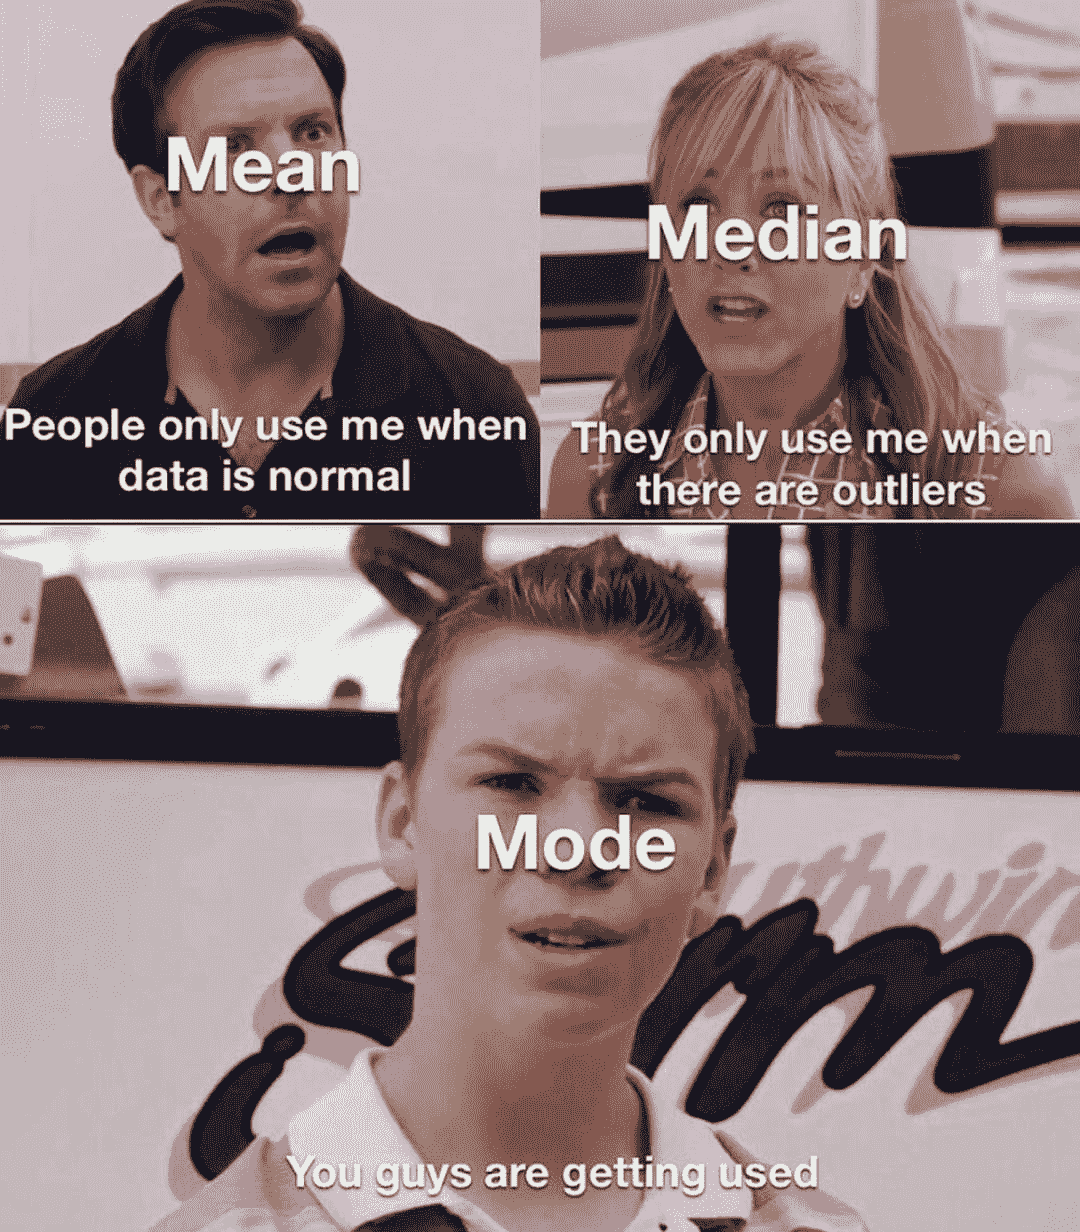 Mean
People only use me when
data is normal
Median
They only use me when
there are outliers
Mode
You guys are getting used